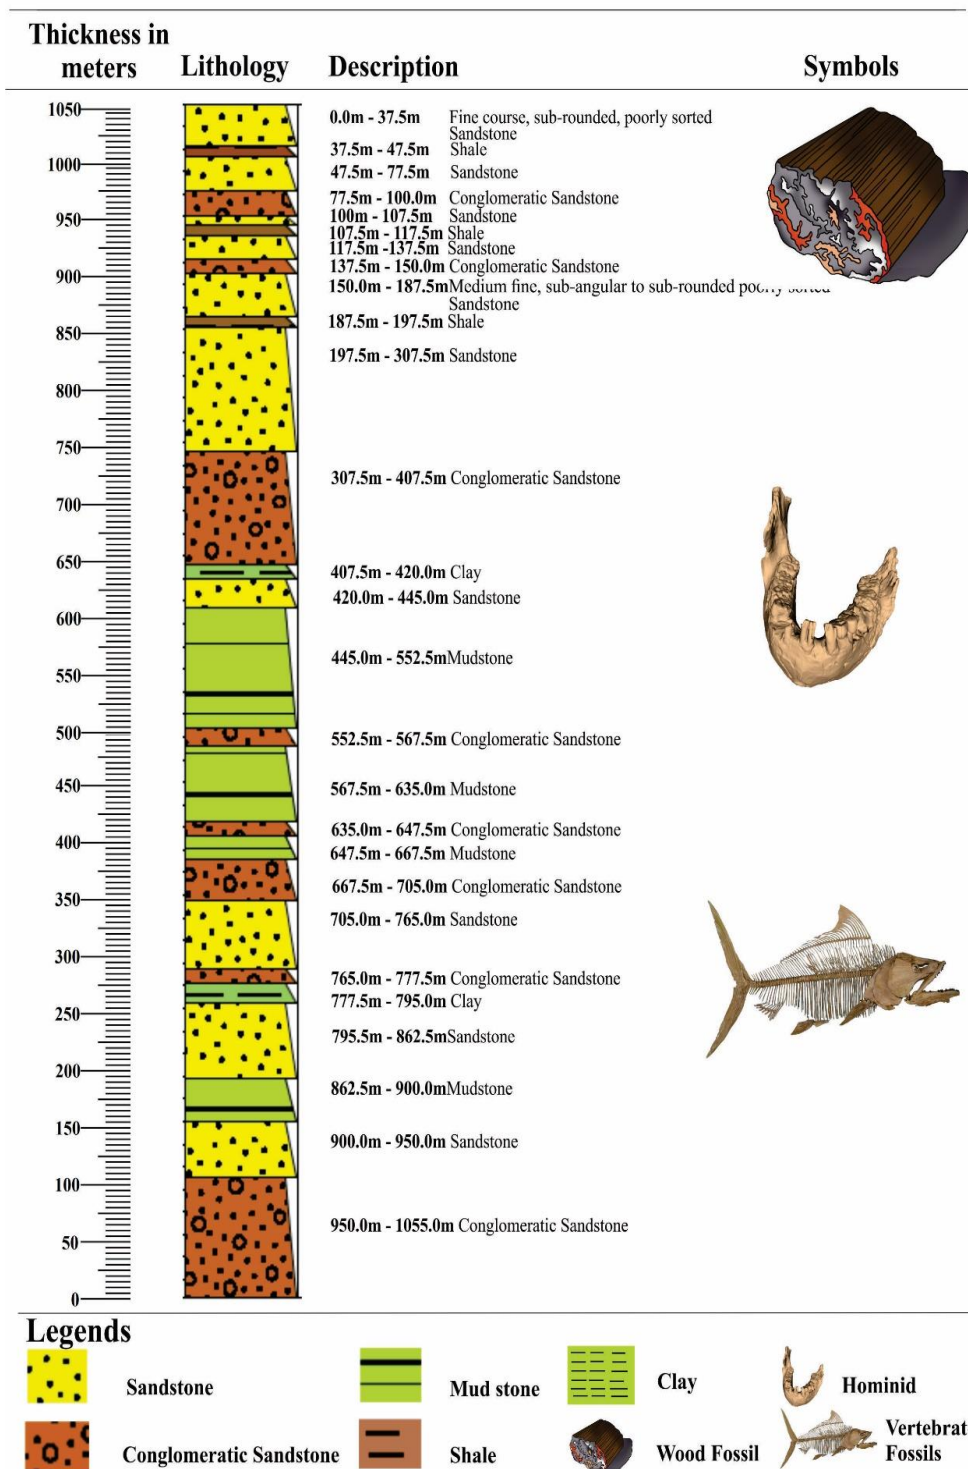 Thickness in
meters Lithology Description Symbols
1050
0.0m - 37.5m Fine course, sub-rounded, poorly sorted
Sandstone
37.5m - 47.5m Shale
1000
47.5m - 77.5m Sandstone
77.5m - 100.0m Conglomeratic Sandstone
950
100m - 107.5m Sandstone
107.5m - 117.5m Shale
117.5m -137.5m Sandstone
137.5m - 150.0m Conglomeratic Sandstone
900
150.0m - 187.5m Medium fine, sub-angular to sub-rounded poorly sorted
Sandstone
187.5m - 197.5m Shale
850
197.5m - 307.5m Sandstone
800
750
307.5m - 407.5m Conglomeratic Sandstone
700
650
407.5m - 420.0m Clay
420.0m - 445.0m Sandstone
600
445.0m - 552.5m Mudstone
550
500
552.5m - 567.5m Conglomeratic Sandstone
450
567.5m - 635.0m Mudstone
635.0m - 647.5m Conglomeratic Sandstone
400
647.5m - 667.5m Mudstone
667.5m - 705.0m Conglomeratic Sandstone
350
705.0m - 765.0m Sandstone
300
765.0m - 777.5m Conglomeratic Sandstone
777.5m - 795.0m Clay
250
795.5m - 862.5m Sandstone
200
862.5m - 900.0m Mudstone
150
900.0m - 950.0m Sandstone
100
950.0m - 1055.0m Conglomeratic Sandstone
50
0
Legends
Sandstone Mud stone Clay Hominid
Conglomeratic Sandstone Shale Wood Fossil Vertebrat
Fossils